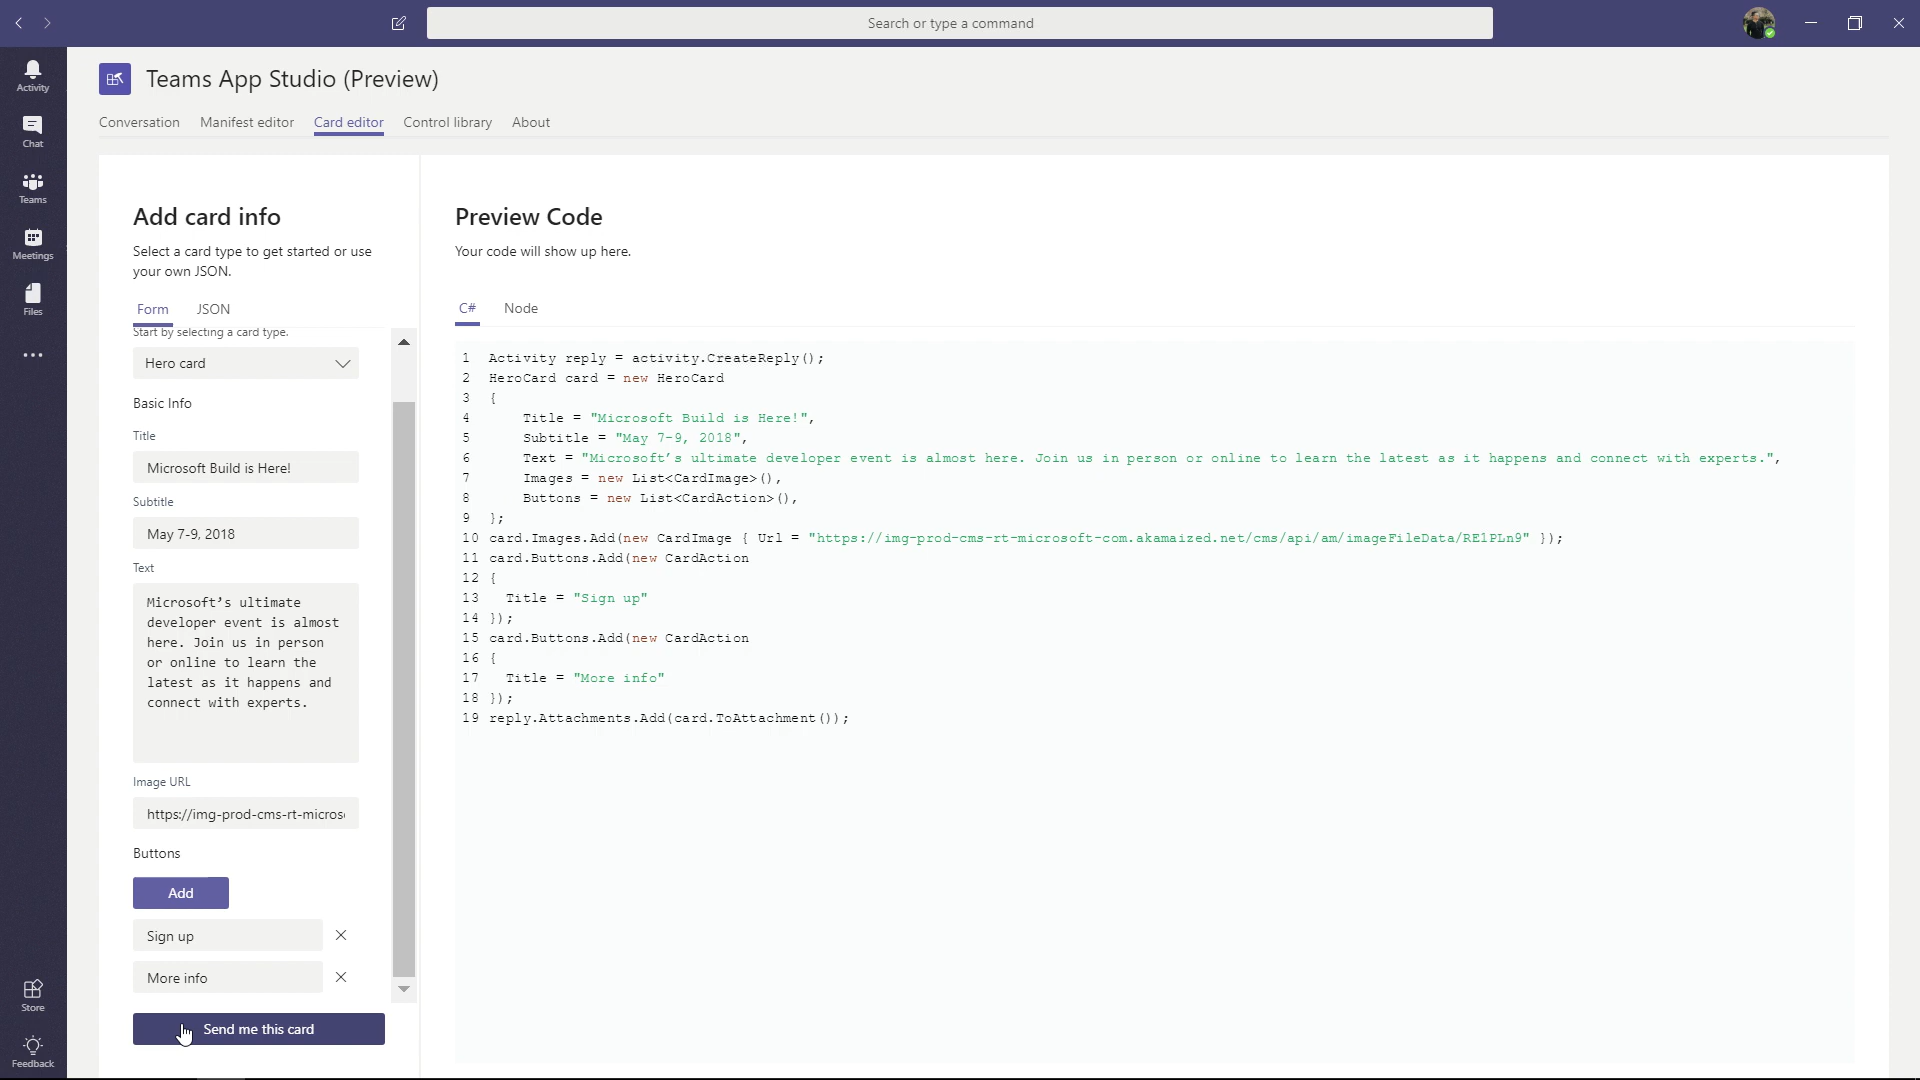 Search or type a command
Activity
Chat
Teams
Meetings
Files
Store
Feedback
Teams App Studio (Preview)
Conversation Manifest editor Card editor Control library About
Add card info
Select a card type to get started or use
your own JSON.
Form JSON
Start by selecting a card type.
Hero card
Basic Info
Title
Microsoft Build is Here!
Subtitle
May 7-9, 2018
Text
Microsoft's ultimate
developer event is almost
here. Join us in person
or online to learn the
latest as it happens and
connect with experts.
Image URL
https://img-prod-cms-rt-micros
Buttons
Add
Sign up
More info
Send me this card
Preview Code
Your code will show up here.
C# Node
1 Activity reply = activity.CreateReply();
2 HeroCard card = new HeroCard
3 {
4 Title = "Microsoft Build is Here!",
5 Subtitle = "May 7-9, 2018",
6 Text = "Microsoft's ultimate developer event is almost here. Join us in person or online to learn the latest as it happens and connect with experts.",
7 Images = new List<CardImage>(),
8 Buttons = new List<CardAction>(),
9 };
10 card.Images.Add(new CardImage { Url = "https://img-prod-cms-rt-microsoft-com.akamaized.net/cms/api/am/imageFileData/RE1PLn9" });
11 card.Buttons.Add(new CardAction
12 {
13 Title = "Sign up"
14 });
15 card.Buttons.Add(new CardAction
16 {
17 Title = "More info"
18 });
19 reply.Attachments.Add(card.ToAttachment());